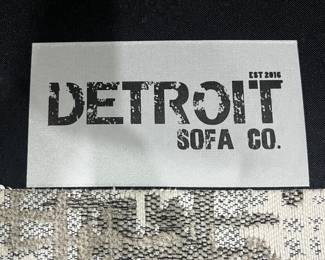 EST 2016
DETROIT
SOFA CO.